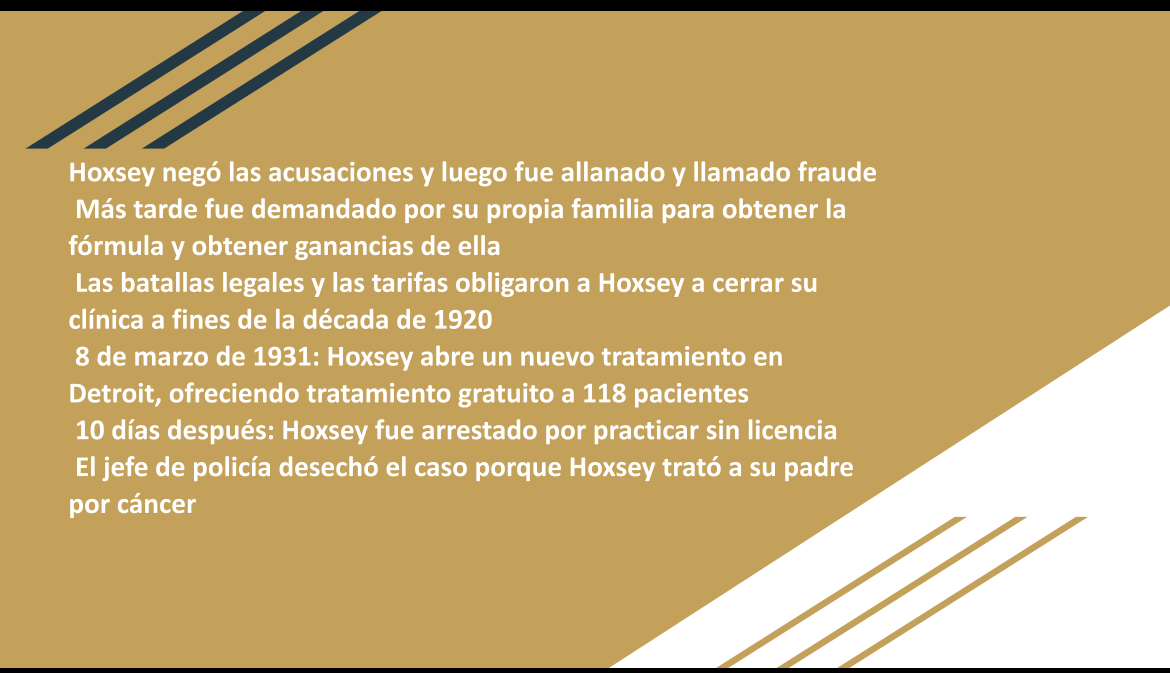 Hoxsey negó las acusaciones y luego fue allanado y llamado fraude
Más tarde fue demandado por su propia familia para obtener la
fórmula y obtener ganancias de ella
Las batallas legales y las tarifas obligaron a Hoxsey a cerrar su
clínica a fines de la década de 1920
8 de marzo de 1931: Hoxsey abre un nuevo tratamiento en
Detroit, ofreciendo tratamiento gratuito a 118 pacientes
10 días después: Hoxsey fue arrestado por practicar sin licencia
El jefe de policía desechó el caso porque Hoxsey trató a su padre
por cáncer